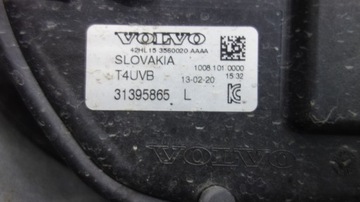 VOLVO
42HL15 3560020 AAAA
SLOVAKIA 1008 101 0000
T4UVB 13-02-20 15:32
31395865 L
VOLVO